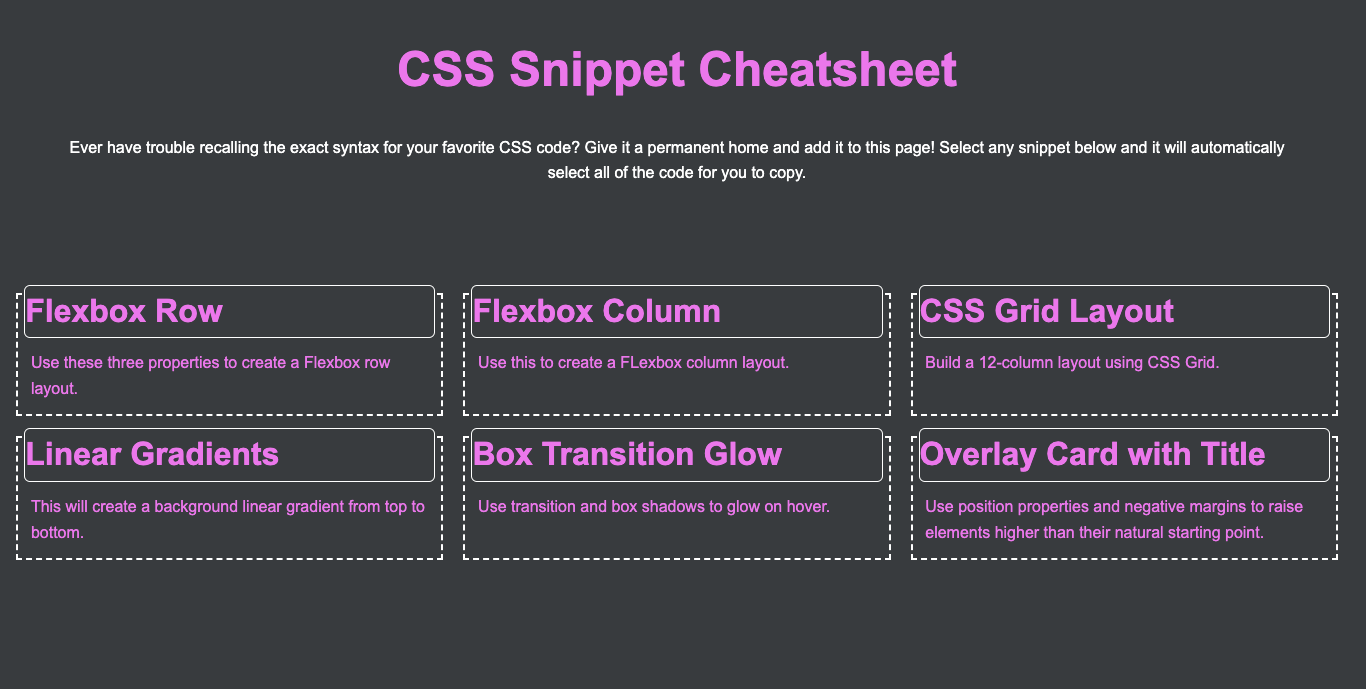 CSS Snippet Cheatsheet
Ever have trouble recalling the exact syntax for your favorite CSS code? Give it a permanent home and add it to this page! Select any snippet below and it will automatically
select all of the code for you to copy.
Flexbox Row
Use these three properties to create a Flexbox row
layout.
Flexbox Column
Use this to create a FLexbox column layout.
CSS Grid Layout
Build a 12-column layout using CSS Grid.
Linear Gradients
This will create a background linear gradient from top to
bottom.
Box Transition Glow
Use transition and box shadows to glow on hover.
Overlay Card with Title
Use position properties and negative margins to raise
elements higher than their natural starting point.